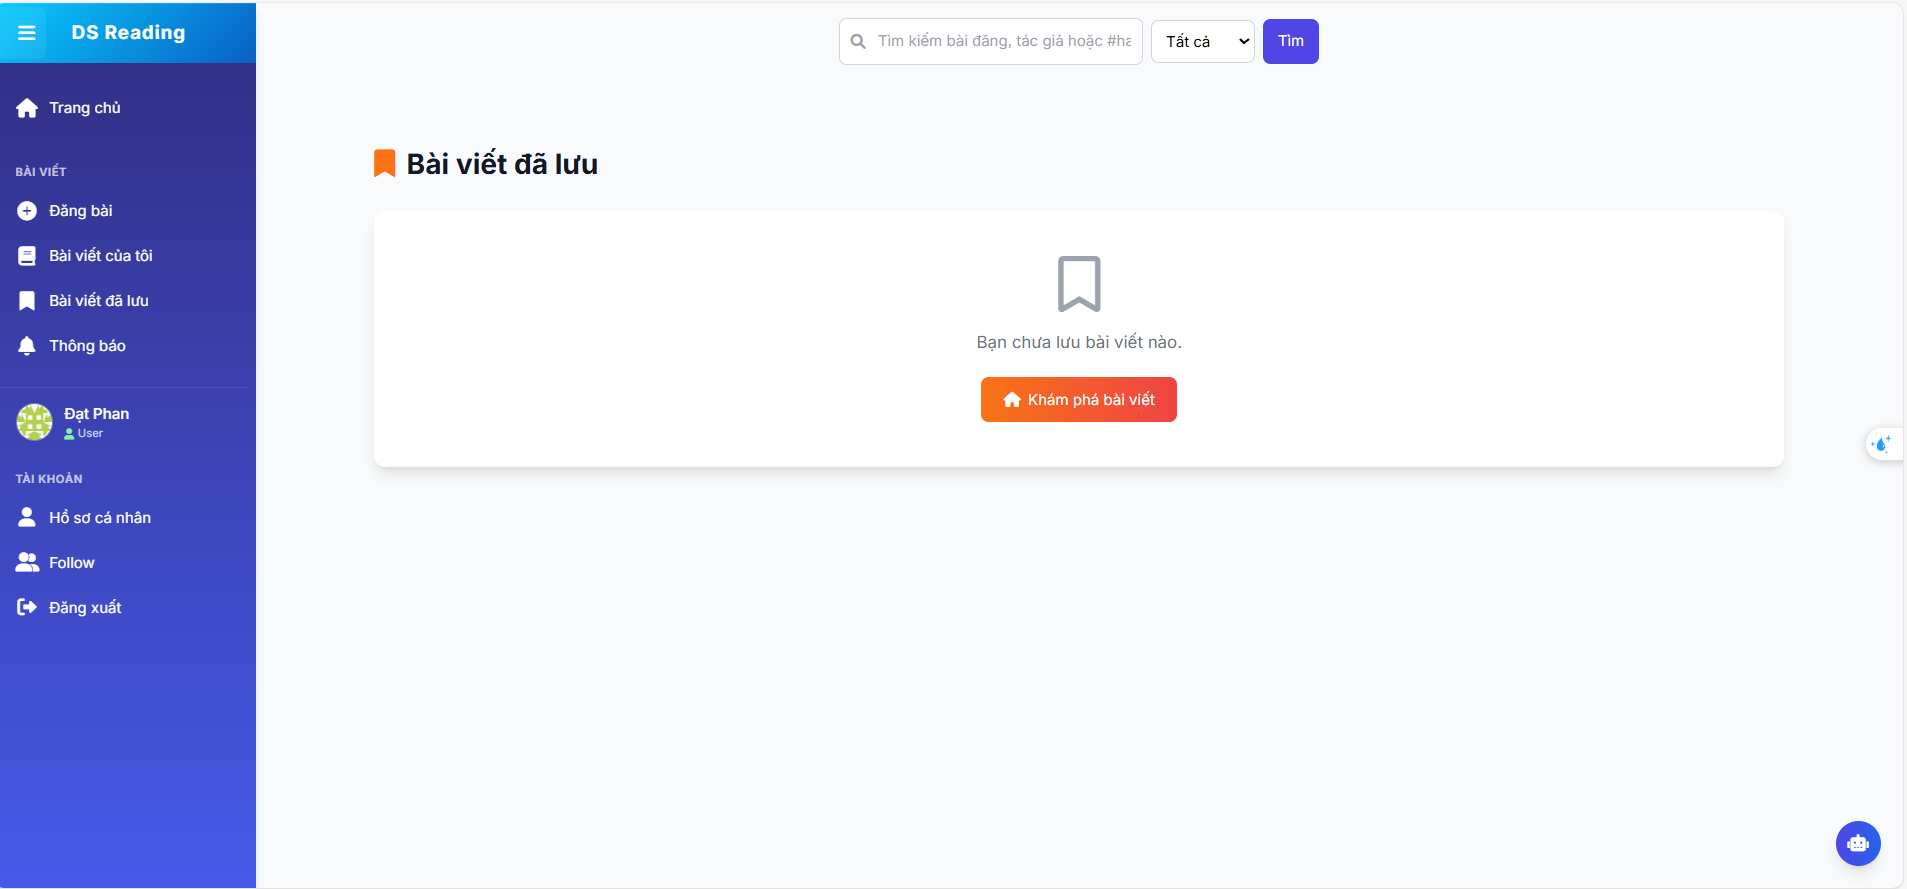 DS Reading
Tìm kiếm bài đăng, tác giả hoặc #ha
Tất cả
Tìm
Trang chủ
BÀI VIẾT
Đăng bài
Bài viết của tôi
Bài viết đã lưu
Thông báo
Đạt Phan
User
TÀI KHOẢN
Hồ sơ cá nhân
Follow
Đăng xuất
Bài viết đã lưu
Bạn chưa lưu bài viết nào.
Khám phá bài viết